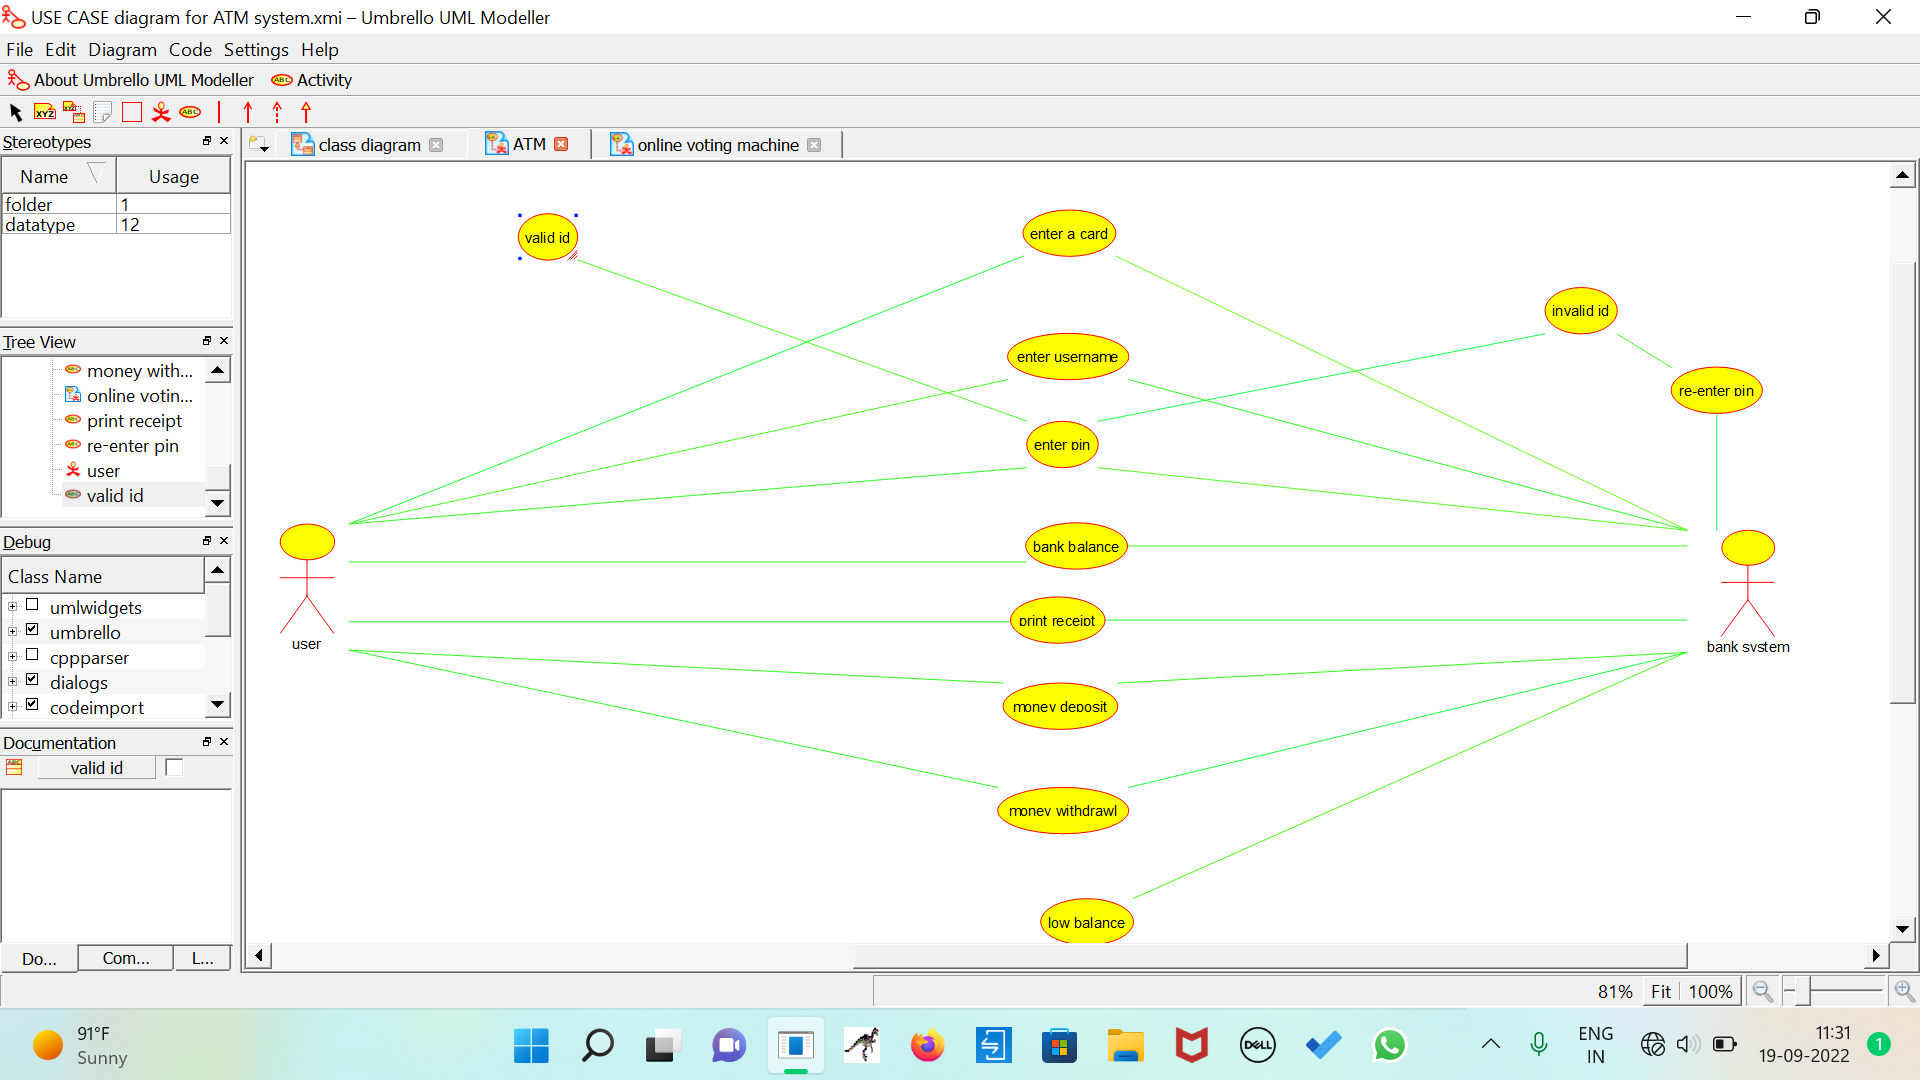 USE CASE diagram for ATM system.xmi – Umbrello UML Modeller
File Edit Diagram Code Settings Help
About Umbrello UML Modeller Activity
Stereotypes
Name Usage
folder 1
datatype 12
Tree View
money with...
online votin...
print receipt
re-enter pin
user
valid id
Debug
Class Name
umlwidgets
umbrello
cppparser
dialogs
codeimport
Documentation
valid id
Do... Com... L...
class diagram ATM online voting machine
valid id
enter a card
invalid id
enter username
re-enter pin
enter pin
bank balance
print receipt
user
bank system
money deposit
money withdrawl
low balance
81% Fit 100%
91°F
Sunny
DELL
ENG
IN
11:31
19-09-2022
1